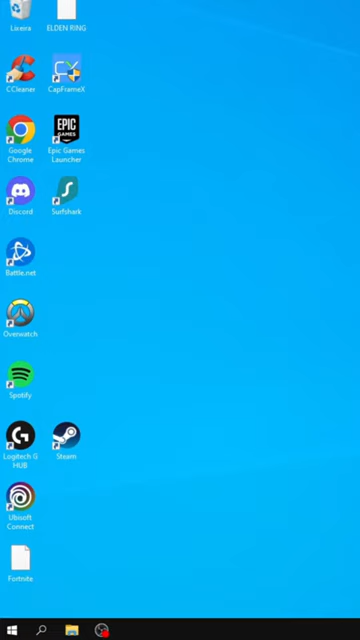 Lixeira
ELDEN RING
CCleaner
CapFrameX
Google
Chrome
EPIC
GAMES
Epic Games
Launcher
Discord
Surfshark
Battle.net
Overwatch
Spotify
Logitech G
HUB
Steam
Ubisoft
Connect
Fortnite